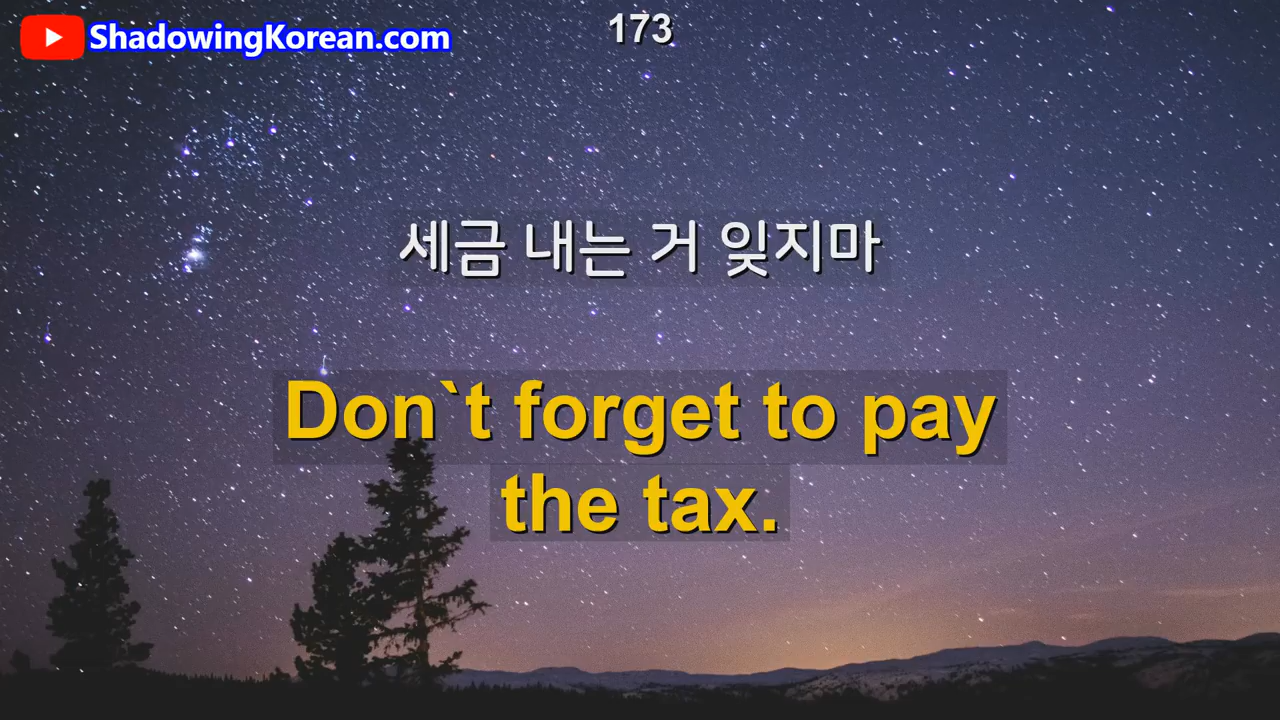 ShadowingKorean.com
173
세금 내는 거 잊지마
Don`t forget to pay
the tax.